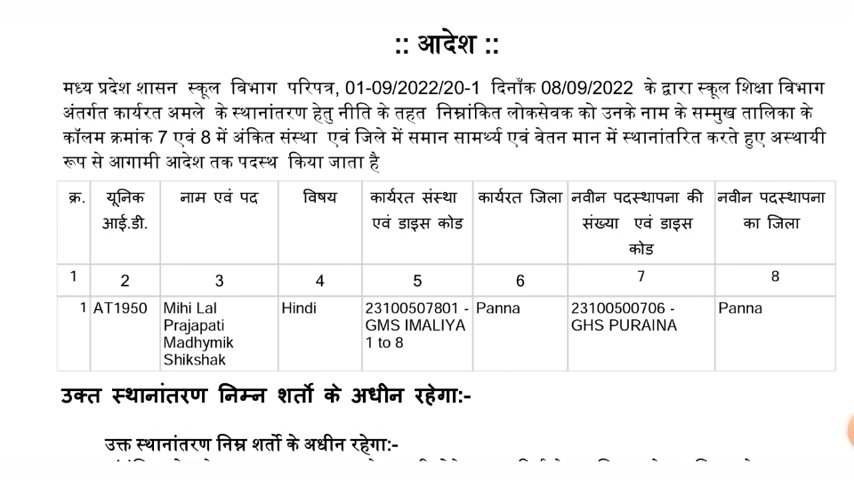 :: आदेश ::
मध्य प्रदेश शासन स्कूल विभाग परिपत्र, 01-09/2022/20-1 दिनाँक 08/09/2022 के द्वारा स्कूल शिक्षा विभाग
अंतर्गत कार्यरत अमले के स्थानांतरण हेतु नीति के तहत निम्नांकित लोकसेवक को उनके नाम के सम्मुख तालिका के
कॉलम क्रमांक 7 एवं 8 में अंकित संस्था एवं जिले में समान सामर्थ्य एवं वेतन मान में स्थानांतरित करते हुए अस्थायी
रूप से आगामी आदेश तक पदस्थ किया जाता है
क्र. यूनिक नाम एवं पद विषय कार्यरत संस्था कार्यरत जिला नवीन पदस्थापना की नवीन पदस्थापना
आई.डी. एवं डाइस कोड संख्या एवं डाइस का जिला
कोड
1 2 3 4 5 6 7 8
1 AT1950 Mihi Lal Hindi 23100507801 - Panna 23100500706 - Panna
Prajapati GMS IMALIYA GHS PURAINA
Madhymik 1 to 8
Shikshak
उक्त स्थानांतरण निम्न शर्तो के अधीन रहेगा:-
उक्त स्थानांतरण निम्न शर्तो के अधीन रहेगा:-